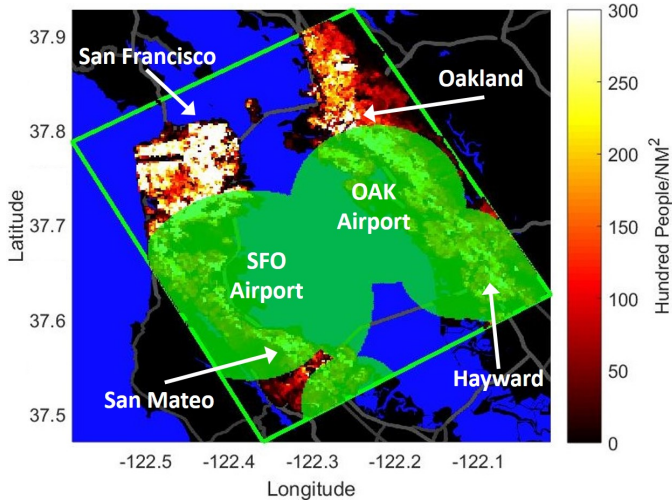 37.9
37.8
37.7
37.6
37.5
Latitude
-122.5
-122.4
-122.3
-122.2
-122.1
Longitude
San Francisco
Oakland
OAK
Airport
SFO
Airport
San Mateo
Hayward
300
250
200
150
100
50
0
Hundred People/NM²